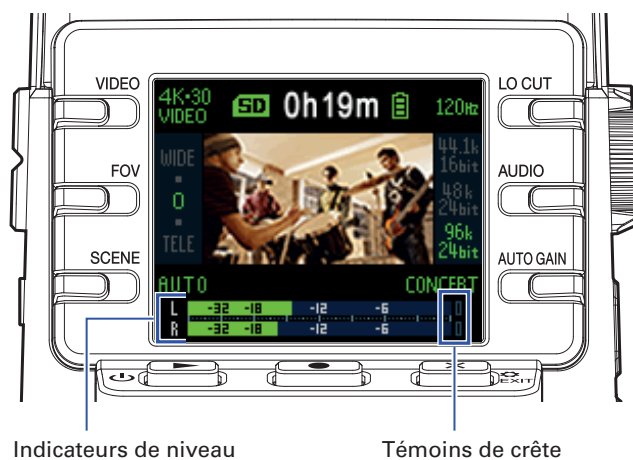 VIDEO
FOV
SCENE
LO CUT
AUDIO
AUTO GAIN
4K•30
VIDEO
SD
0h19m
120Hz
WIDE
0
TELE
44.1k
16bit
48k
24bit
96k
24bit
AUTO
CONCERT
L -32 -18 -12 -6 0
R -32 -18 -12 -6 0
EXIT
Indicateurs de niveau
Témoins de crête